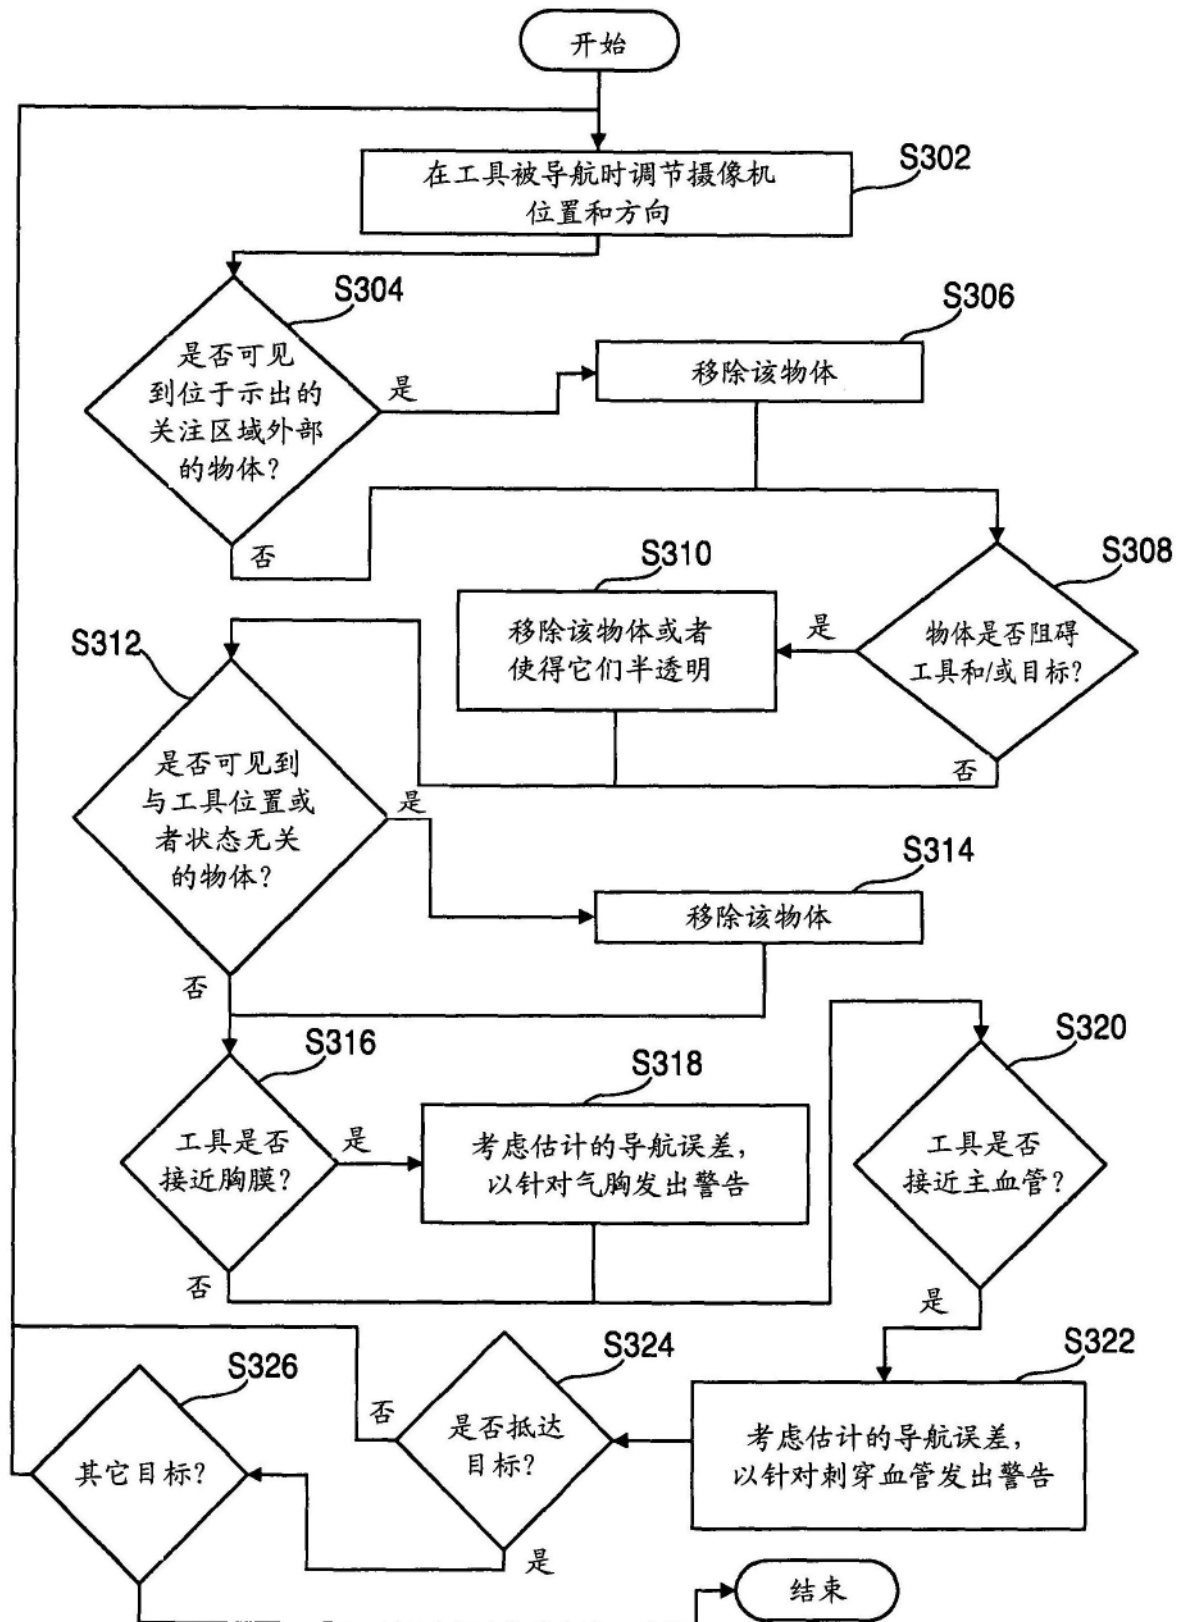 开始
在工具被导航时调节摄像机
位置和方向
S302
S304
是否可见
到位于示出的
关注区域外部
的物体?
是
否
S306
移除该物体
S308
物体是否阻碍
工具和/或目标?
是
否
S310
移除该物体或者
使得它们半透明
S312
是否可见到
与工具位置或
者状态无关
的物体?
是
否
S314
移除该物体
S316
工具是否
接近胸膜?
是
否
S318
考虑估计的导航误差,
以针对气胸发出警告
S320
工具是否
接近主血管?
是
S322
考虑估计的导航误差,
以针对刺穿血管发出警告
S324
是否抵达
目标?
否
是
S326
其它目标?
结束